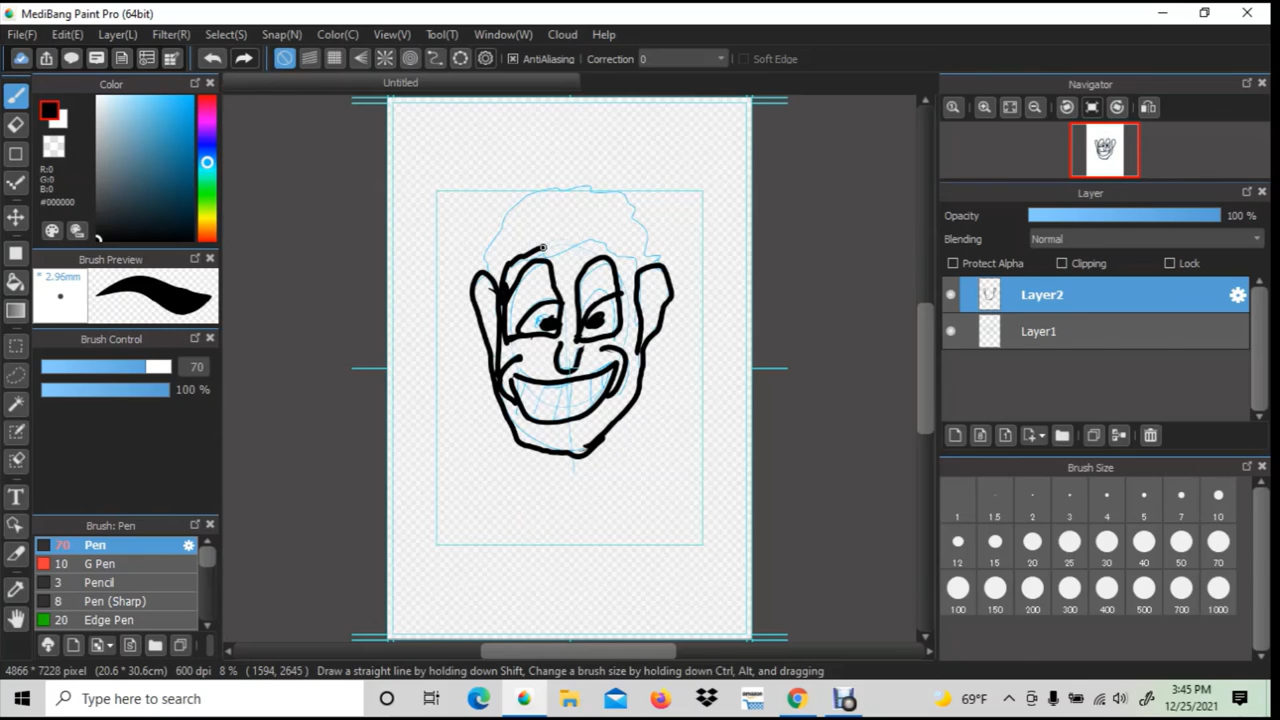 MediBang Paint Pro (64bit)
File(F) Edit(E) Layer(L) Filter(R) Select(S) Snap(N) Color(C) View(V) Tool(T) Window(W) Cloud Help
AntiAliasing Correction 0 Soft Edge
Untitled
Color
R:0
G:0
B:0
#000000
Brush Preview
* 2.96mm
Brush Control
70
100 %
Brush: Pen
70 Pen
10 G Pen
3 Pencil
8 Pen (Sharp)
20 Edge Pen
Navigator
Layer
Opacity 100 %
Blending Normal
Protect Alpha Clipping Lock
Layer2
Layer1
Brush Size
1 1.5 2 3 4 5 7 10
12 15 20 25 30 40 50 70
100 150 200 300 400 500 700 1000
4866 * 7228 pixel (20.6 * 30.6cm) 600 dpi 8 % ( 1594, 2645 ) Draw a straight line by holding down Shift, Change a brush size by holding down Ctrl, Alt, and dragging
Type here to search
69°F
3:45 PM
12/25/2021